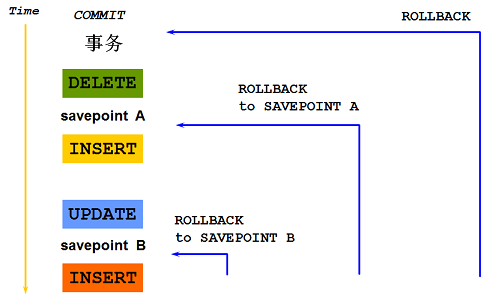 Time
COMMIT
ROLLBACK
事务
DELETE
ROLLBACK
to SAVEPOINT A
savepoint A
INSERT
UPDATE
ROLLBACK
to SAVEPOINT B
savepoint B
INSERT